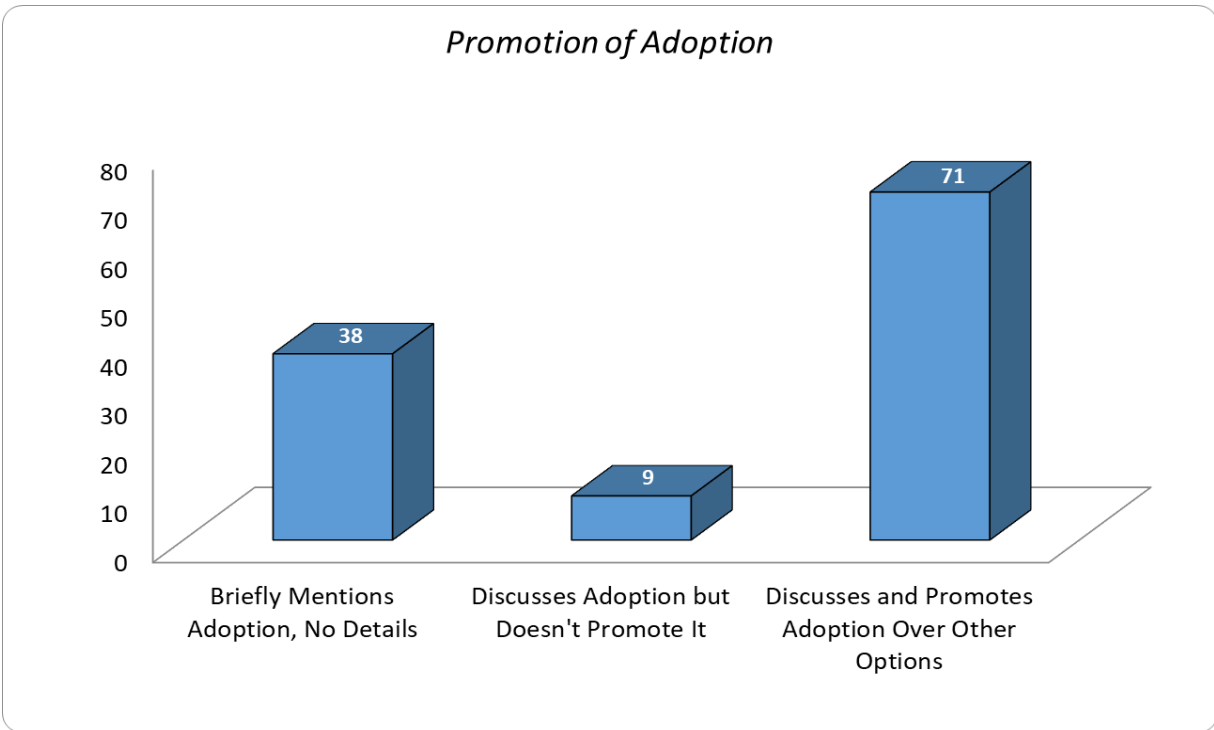 Promotion of Adoption
80
70
60
50
40
30
20
10
0
38
9
71
Briefly Mentions
Adoption, No Details
Discusses Adoption but
Doesn't Promote It
Discusses and Promotes
Adoption Over Other
Options